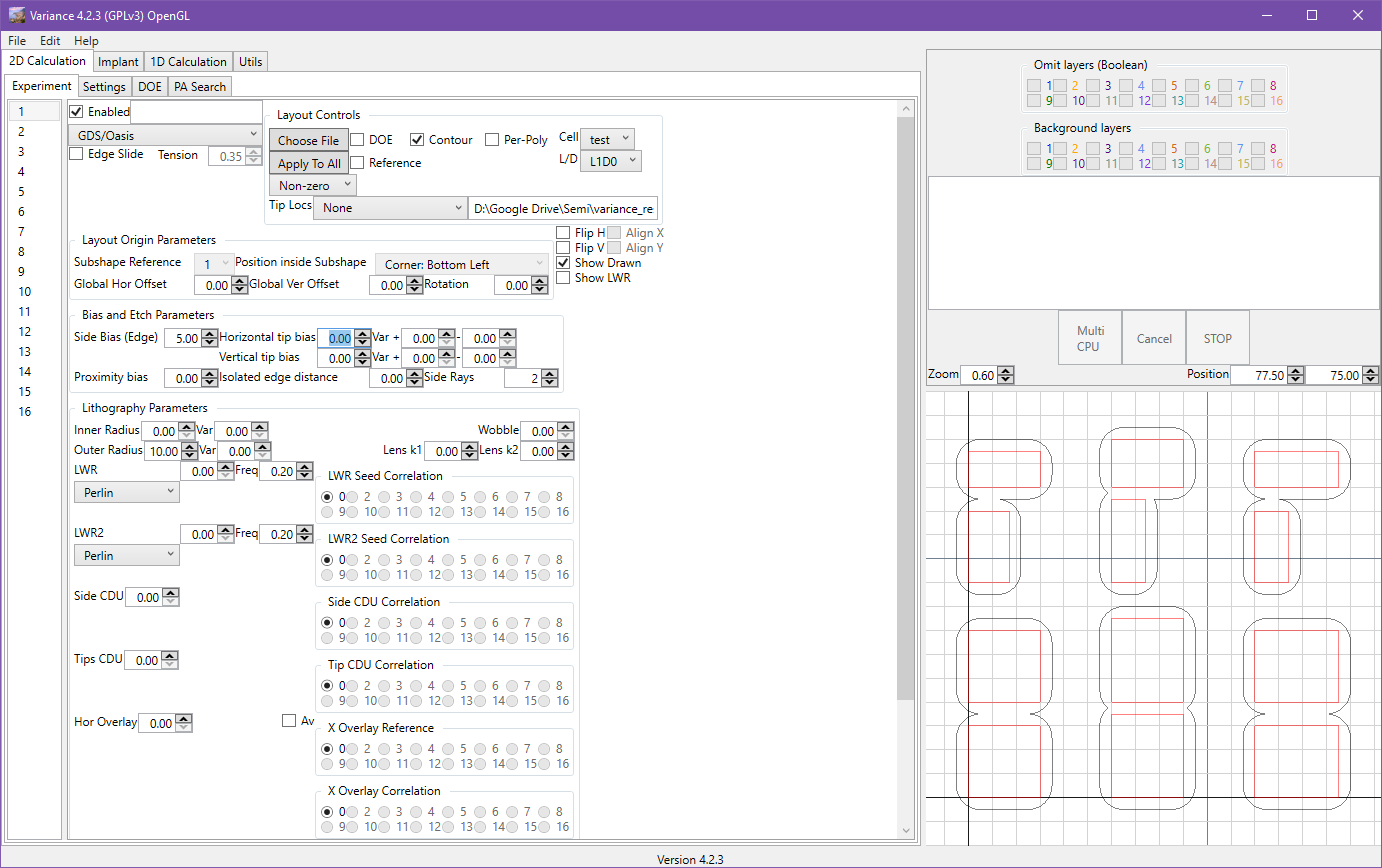 Variance 4.2.3 (GPLv3) OpenGL
File Edit Help
2D Calculation Implant 1D Calculation Utils
Experiment Settings DOE PA Search
1
2
3
4
5
6
7
8
9
10
11
12
13
14
15
16
Enabled
GDS/Oasis
Edge Slide Tension 0.35
Layout Controls
Choose File DOE Contour Per-Poly Cell test
Apply To All Reference L/D L1D0
Non-zero
Tip Locs None D:\Google Drive\Semi\variance_re
Flip H Align X
Flip V Align Y
Show Drawn
Show LWR
Layout Origin Parameters
Subshape Reference 1 Position inside Subshape Corner: Bottom Left
Global Hor Offset 0.00 Global Ver Offset 0.00 Rotation 0.00
Bias and Etch Parameters
Side Bias (Edge) 5.00 Horizontal tip bias 0.00 Var + 0.00 - 0.00
Vertical tip bias 0.00 Var + 0.00 - 0.00
Proximity bias 0.00 Isolated edge distance 0.00 Side Rays 2
Lithography Parameters
Inner Radius 0.00 Var 0.00 Wobble 0.00
Outer Radius 10.00 Var 0.00 Lens k1 0.00 Lens k2 0.00
LWR 0.00 Freq 0.20
Perlin
LWR Seed Correlation
0 2 3 4 5 6 7 8
9 10 11 12 13 14 15 16
LWR2 0.00 Freq 0.20
Perlin
LWR2 Seed Correlation
0 2 3 4 5 6 7 8
9 10 11 12 13 14 15 16
Side CDU 0.00
Side CDU Correlation
0 2 3 4 5 6 7 8
9 10 11 12 13 14 15 16
Tips CDU 0.00
Tip CDU Correlation
0 2 3 4 5 6 7 8
9 10 11 12 13 14 15 16
Hor Overlay 0.00 Av
X Overlay Reference
0 2 3 4 5 6 7 8
9 10 11 12 13 14 15 16
X Overlay Correlation
0 2 3 4 5 6 7 8
9 10 11 12 13 14 15 16
Omit layers (Boolean)
1 2 3 4 5 6 7 8
9 10 11 12 13 14 15 16
Background layers
1 2 3 4 5 6 7 8
9 10 11 12 13 14 15 16
Multi
CPU
Cancel
STOP
Zoom 0.60 Position 77.50 75.00
Version 4.2.3